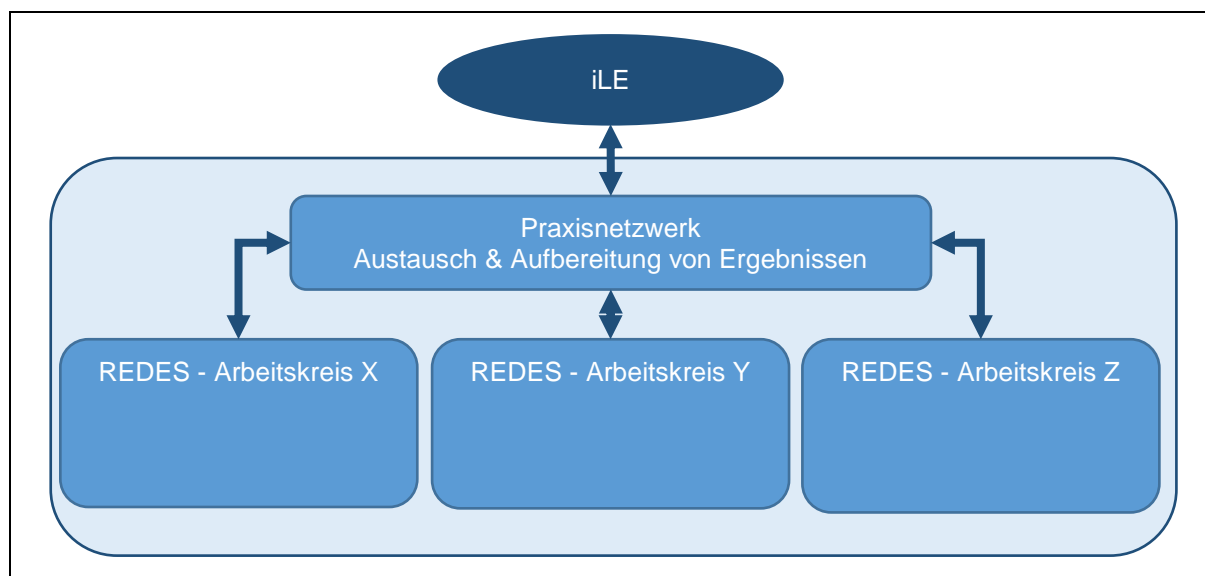 iLE
Praxisnetzwerk
Austausch & Aufbereitung von Ergebnissen
REDES - Arbeitskreis X
REDES - Arbeitskreis Y
REDES - Arbeitskreis Z